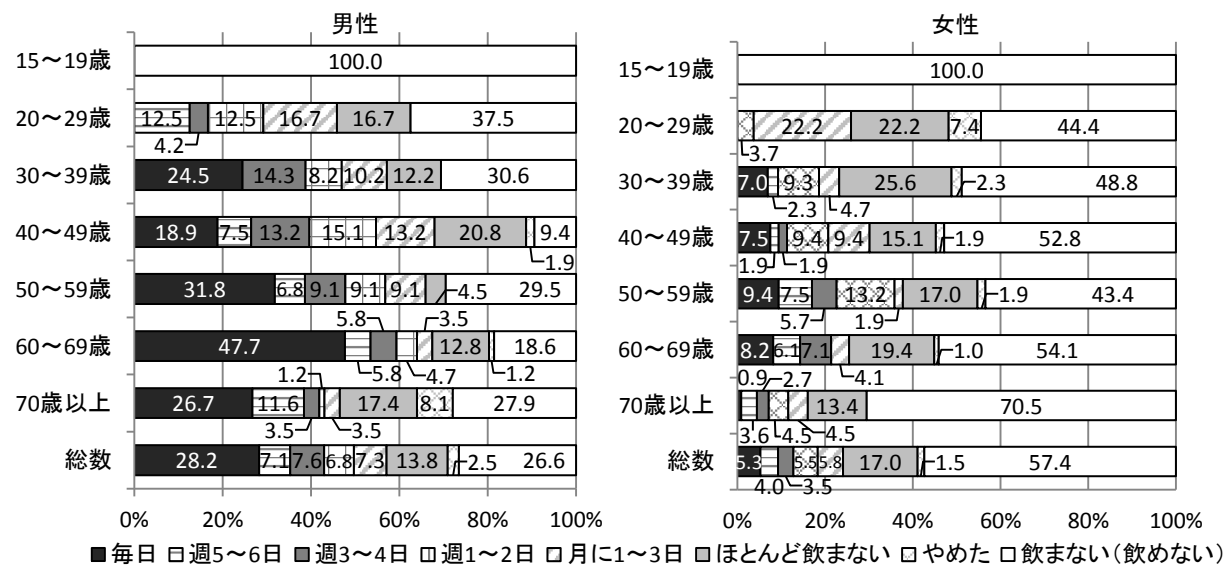 男性
15～19歳
100.0
20～29歳
12.5 12.5 16.7 16.7 37.5
4.2
30～39歳
24.5 14.3 8.2 10.2 12.2 30.6
40～49歳
18.9 7.5 13.2 15.1 13.2 20.8 9.4
1.9
50～59歳
31.8 6.8 9.1 9.1 9.1 4.5 29.5
5.8 3.5
60～69歳
47.7 12.8 18.6
5.8 4.7 1.2
1.2
70歳以上
26.7 11.6 17.4 8.1 27.9
3.5 3.5
総数
28.2 7.1 7.6 6.8 7.3 13.8 2.5 26.6
0% 20% 40% 60% 80% 100%
女性
15～19歳
100.0
20～29歳
22.2 22.2 7.4 44.4
3.7
30～39歳
7.0 9.3 25.6 2.3 48.8
2.3 4.7
40～49歳
7.5 9.4 9.4 15.1 1.9 52.8
1.9 1.9
50～59歳
9.4 7.5 13.2 17.0 1.9 43.4
5.7 1.9
60～69歳
8.2 6.1 7.1 19.4 1.0 54.1
4.1
0.9 2.7
70歳以上
13.4 70.5
3.6 4.5 4.5
総数
5.3 5.5 5.8 17.0 1.5 57.4
4.0 3.5
0% 20% 40% 60% 80% 100%
毎日 週5～6日 週3～4日 週1～2日 月に1～3日 ほとんど飲まない やめた 飲まない（飲めない）